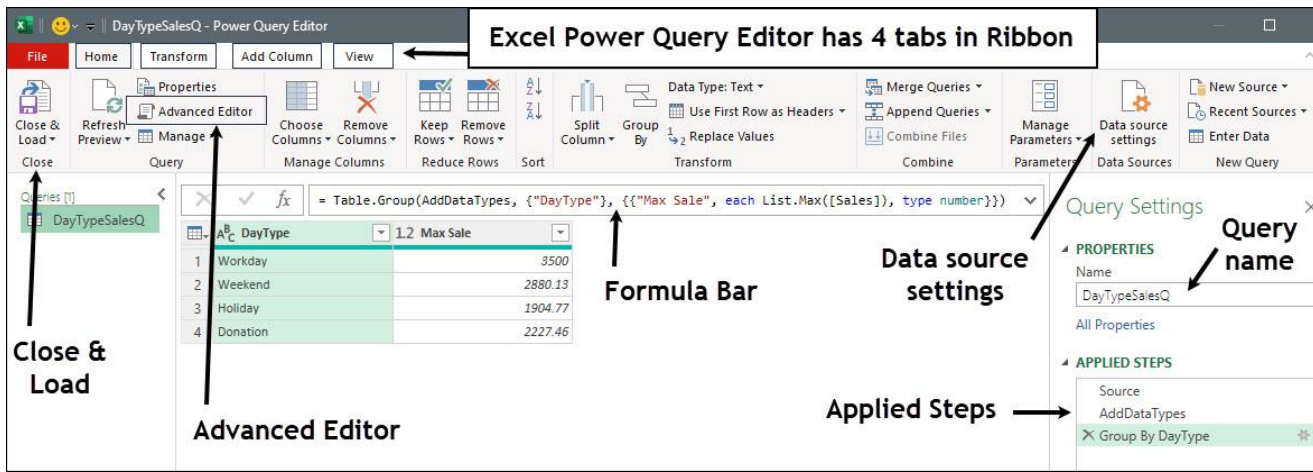 DayTypeSalesQ - Power Query Editor
Excel Power Query Editor has 4 tabs in Ribbon
File Home Transform Add Column View
Close & Load
Refresh Preview
Properties
Advanced Editor
Manage
Choose Columns
Remove Columns
Keep Rows
Remove Rows
Split Column
Group By
Data Type: Text
Use First Row as Headers
Replace Values
Merge Queries
Append Queries
Combine Files
Manage Parameters
Data source settings
New Source
Recent Sources
Enter Data
Close Query Manage Columns Reduce Rows Sort Transform Combine Parameters Data Sources New Query
Queries [1]
DayTypeSalesQ
fx = Table.Group(AddDataTypes, {"DayType"}, {{"Max Sale", each List.Max([Sales]), type number}})
ABC DayType 1.2 Max Sale
1 Workday 3500
2 Weekend 2880.13
3 Holiday 1904.77
4 Donation 2227.46
Query Settings
PROPERTIES
Name
DayTypeSalesQ
All Properties
APPLIED STEPS
Source
AddDataTypes
Group By DayType
Query
name
Data source
settings
Formula Bar
Close &
Load
Applied Steps
Advanced Editor